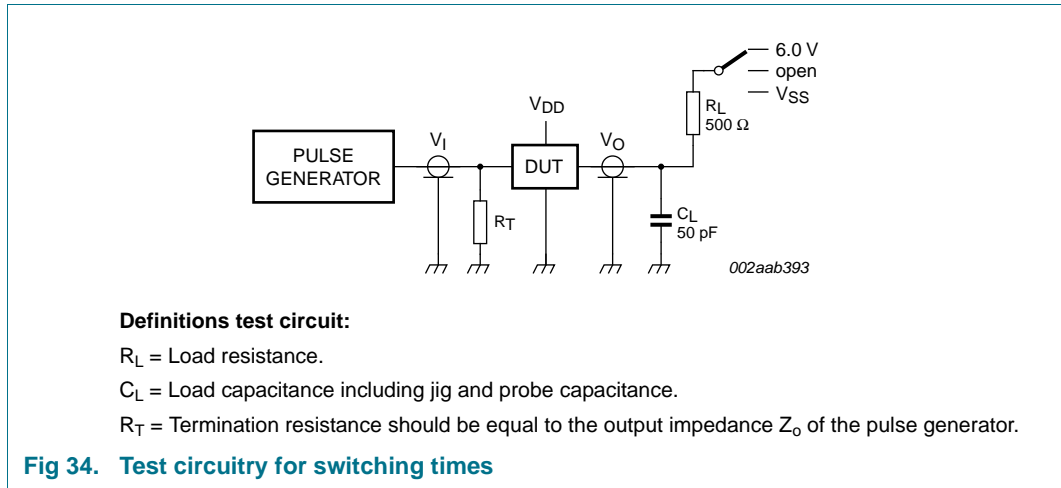 6.0 V
open
VSS
RL
500 Ω
VDD
VI
VO
PULSE
GENERATOR
DUT
RT
CL
50 pF
002aab393
Definitions test circuit:
RL = Load resistance.
CL = Load capacitance including jig and probe capacitance.
RT = Termination resistance should be equal to the output impedance Zo of the pulse generator.
Fig 34. Test circuitry for switching times